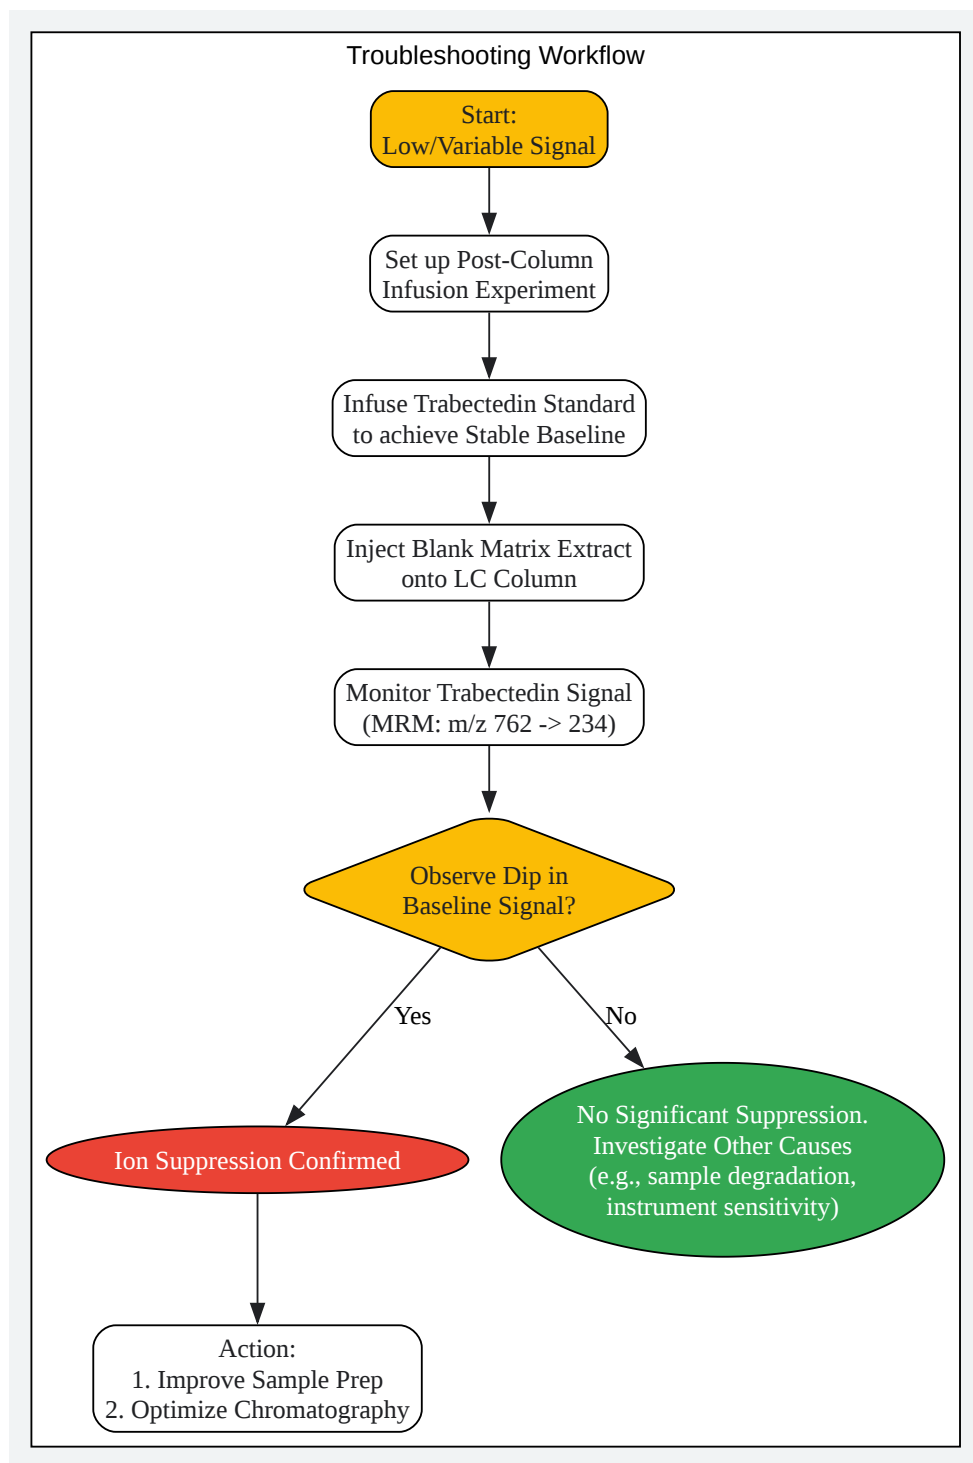 Troubleshooting Workflow
Start:
Low/Variable Signal
Set up Post-Column
Infusion Experiment
Infuse Trabectedin Standard
to achieve Stable Baseline
Inject Blank Matrix Extract
onto LC Column
Monitor Trabectedin Signal
(MRM: m/z 762 -> 234)
Observe Dip in
Baseline Signal?
Yes
No
Ion Suppression Confirmed
No Significant Suppression.
Investigate Other Causes
(e.g., sample degradation,
instrument sensitivity)
Action:
1. Improve Sample Prep
2. Optimize Chromatography